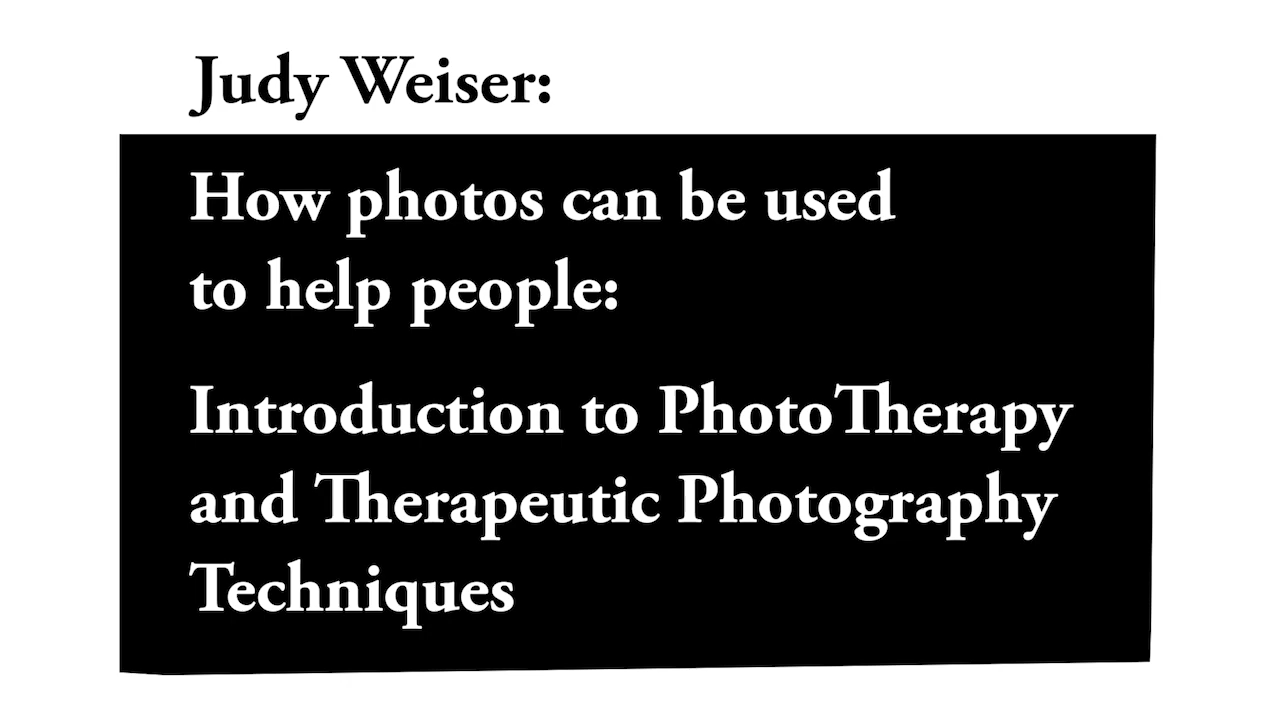 Judy Weiser:
How photos can be used
to help people:
Introduction to PhotoTherapy
and Therapeutic Photography
Techniques